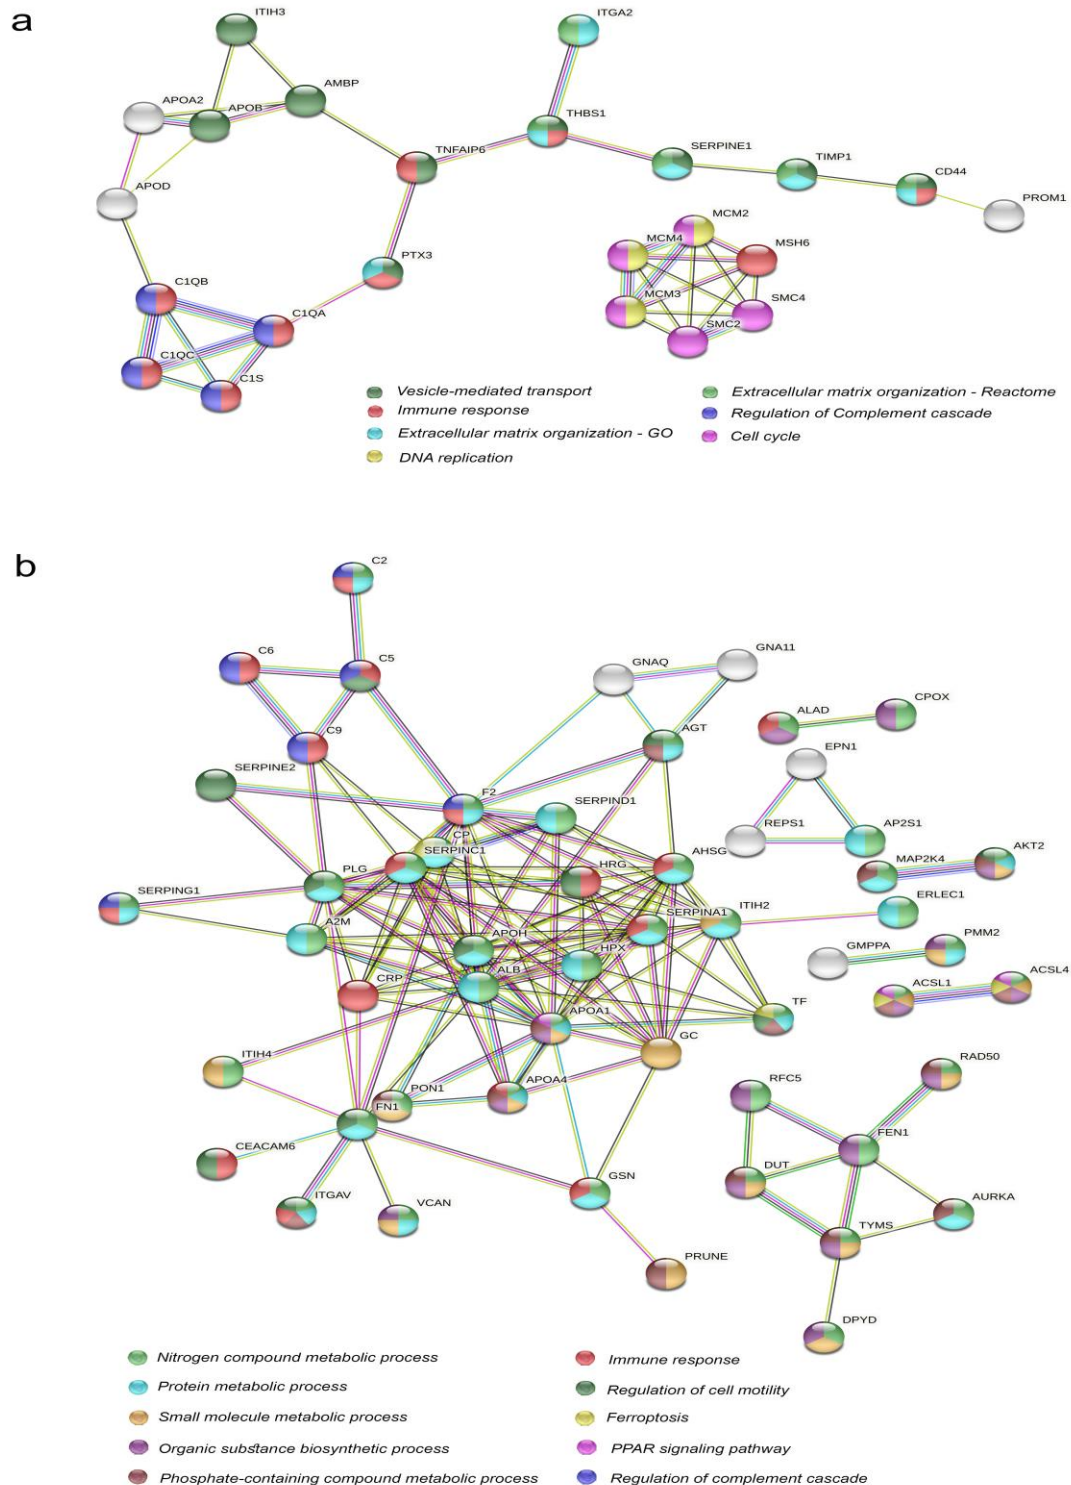 a
ITIH3
ITGA2
AMBP
APOA2
APOB
THBS1
TNFAIP6
SERPINE1
TIMP1
CD44
PROM1
APOD
MCM2
MCM4
MSH6
PTX3
C1QB
MCM3
SMC4
C1QA
SMC2
C1QC
C1S
Vesicle-mediated transport
Extracellular matrix organization - Reactome
Immune response
Regulation of Complement cascade
Extracellular matrix organization - GO
Cell cycle
DNA replication
b
C2
C6
C5
GNAQ
GNA11
CPOX
ALAD
C9
AGT
EPN1
SERPINE2
F2
SERPIND1
CP
REPS1
AP2S1
SERPINC1
PLG
HRG
AHSG
MAP2K4
AKT2
SERPING1
SERPINA1
ITIH2
ERLEC1
A2M
APOH
HPX
GMPPA
PMM2
ALB
CRP
ACSL1
ACSL4
APOA1
TF
GC
ITIH4
PON1
APOA4
RFC5
RAD50
FN1
FEN1
CEACAM6
GSN
DUT
ITGAV
VCAN
AURKA
TYMS
PRUNE
DPYD
Nitrogen compound metabolic process
Immune response
Protein metabolic process
Regulation of cell motility
Small molecule metabolic process
Ferroptosis
Organic substance biosynthetic process
PPAR signaling pathway
Phosphate-containing compound metabolic process
Regulation of complement cascade